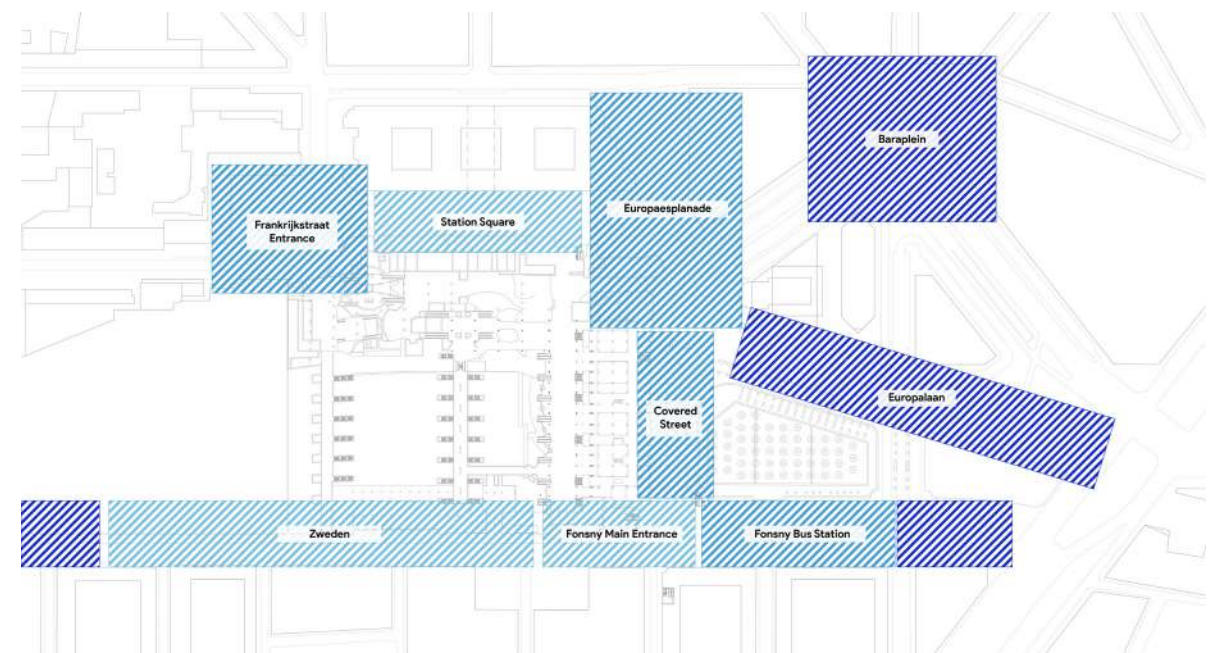 Baraplein
Frankrijkstraat
Entrance
Station Square
Europaesplanade
Covered
Street
Europalaan
Zweden
Fonsny Main Entrance
Fonsny Bus Station